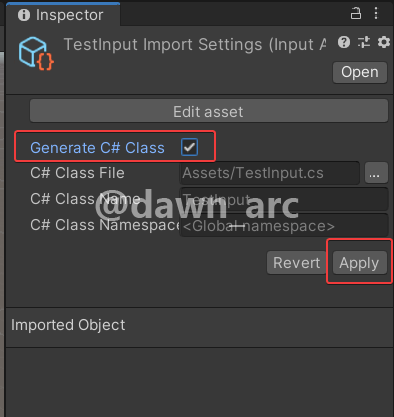 Inspector
TestInput Import Settings (Input A
Open
Edit asset
Generate C# Class
C# Class File
Assets/TestInput.cs
...
C# Class Name
TestInput
C# Class Namespace
<Global namespace>
@dawn_arc
Revert
Apply
Imported Object